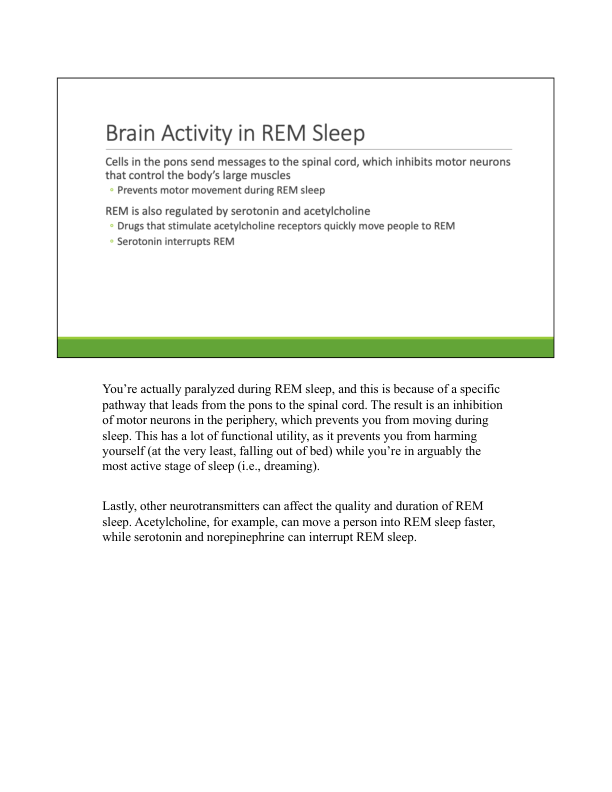 Brain Activity in REM Sleep
Cells in the pons send messages to the spinal cord, which inhibits motor neurons
that control the body's large muscles
▪ Prevents motor movement during REM sleep
REM is also regulated by serotonin and acetylcholine
▪ Drugs that stimulate acetylcholine receptors quickly move people to REM
▪ Serotonin interrupts REM
You're actually paralyzed during REM sleep, and this is because of a specific
pathway that leads from the pons to the spinal cord. The result is an inhibition
of motor neurons in the periphery, which prevents you from moving during
sleep. This has a lot of functional utility, as it prevents you from harming
yourself (at the very least, falling out of bed) while you're in arguably the
most active stage of sleep (i.e., dreaming).
Lastly, other neurotransmitters can affect the quality and duration of REM
sleep. Acetylcholine, for example, can move a person into REM sleep faster,
while serotonin and norepinephrine can interrupt REM sleep.